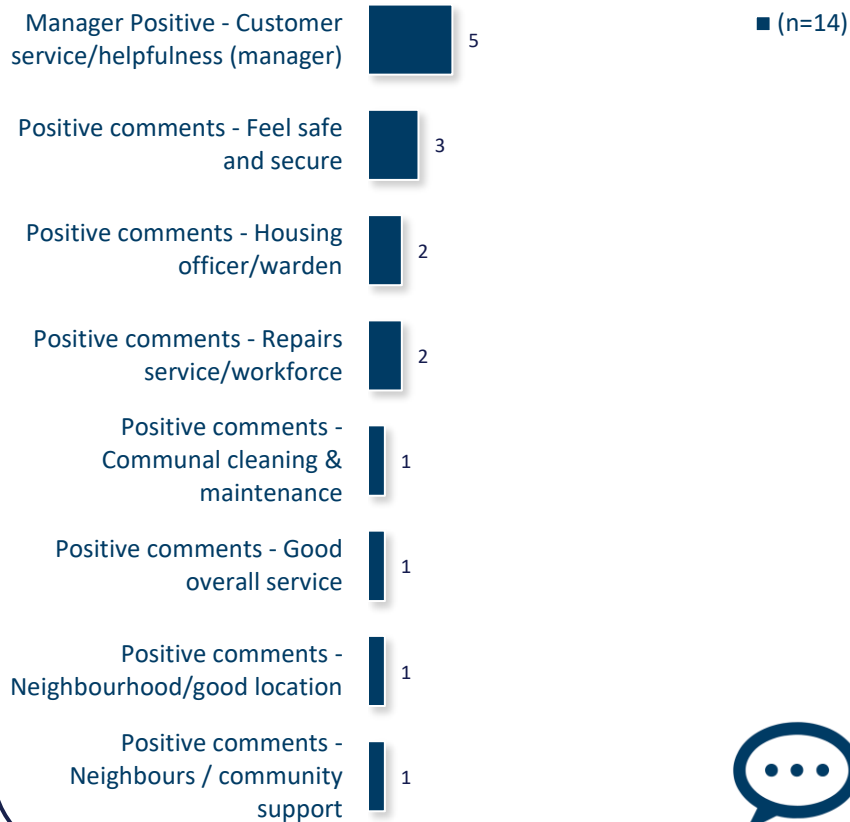 Manager Positive - Customer
service/helpfulness (manager)
5
■ (n=14)
Positive comments - Feel safe
and secure
3
Positive comments - Housing
officer/warden
2
Positive comments - Repairs
service/workforce
2
Positive comments -
Communal cleaning &
maintenance
1
Positive comments - Good
overall service
1
Positive comments -
Neighbourhood/good location
1
Positive comments -
Neighbours / community
support
1